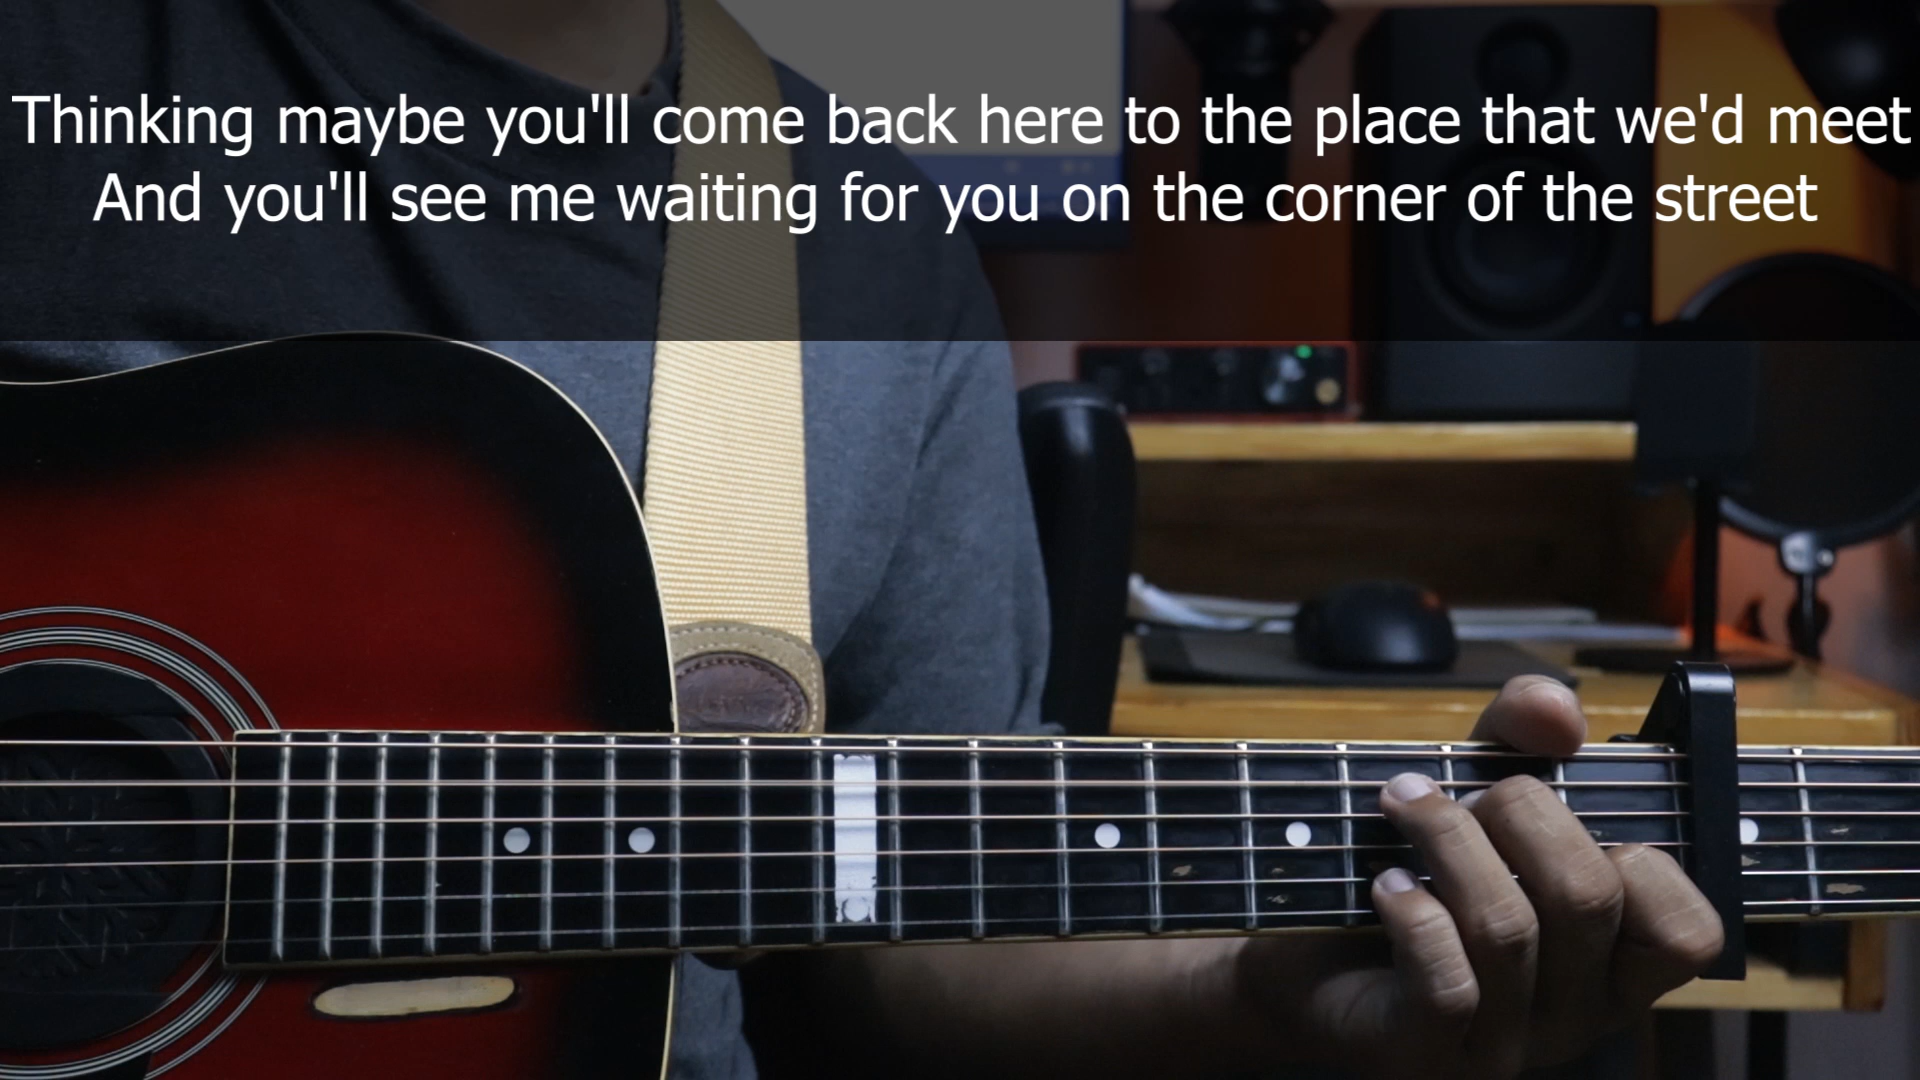 Thinking maybe you'll come back here to the place that we'd meet
And you'll see me waiting for you on the corner of the street